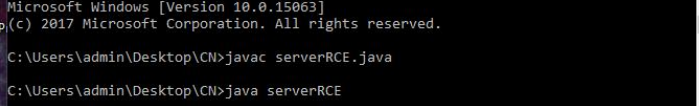 Microsoft Windows [Version 10.0.15063]
(c) 2017 Microsoft Corporation. All rights reserved.
C:\Users\admin\Desktop\CN>javac serverRCE.java
C:\Users\admin\Desktop\CN>java serverRCE